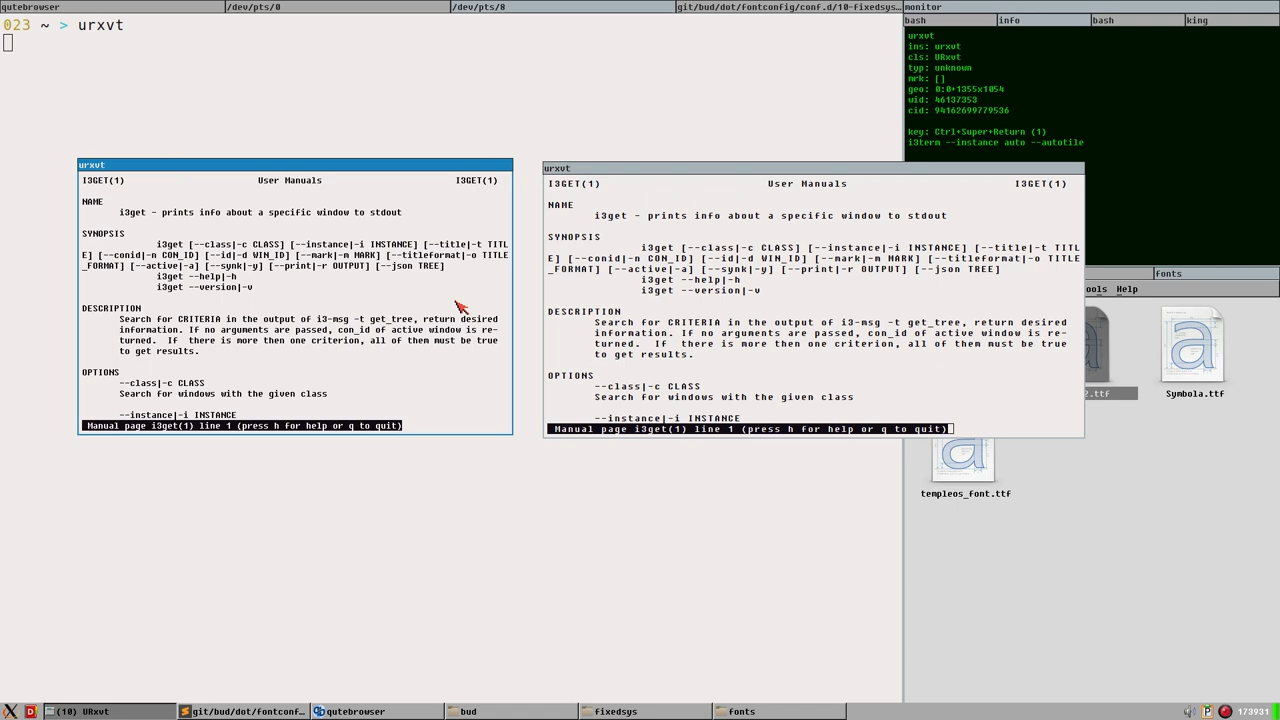 qutebrowser
/dev/pts/0
/dev/pts/8
git/bud/dot/fontconfig/conf.d/10-fixedsys...
monitor
023 ~ > urxvt
bash
info
bash
king
urxvt
ins: urxvt
cls: URxvt
typ: unknown
mrk: []
geo: 0:0+1355x1054
wid: 46137353
cid: 94162699779536
key: Ctrl+Super+Return (1)
i3term --instance auto --autotile
urxvt
I3GET(1) User Manuals I3GET(1)
NAME
i3get - prints info about a specific window to stdout
SYNOPSIS
i3get [--class|-c CLASS] [--instance|-i INSTANCE] [--title|-t TITL
E] [--conid|-n CON_ID] [--id|-d WIN_ID] [--mark|-m MARK] [--titleformat|-o TITLE
_FORMAT] [--active|-a] [--synk|-y] [--print|-r OUTPUT] [--json TREE]
i3get --help|-h
i3get --version|-v
DESCRIPTION
Search for CRITERIA in the output of i3-msg -t get_tree, return desired
information. If no arguments are passed, con_id of active window is re-
turned.  If  there is more then one criterion, all of them must be true
to get results.
OPTIONS
--class|-c CLASS
Search for windows with the given class
--instance|-i INSTANCE
Manual page i3get(1) line 1 (press h for help or q to quit)
urxvt
I3GET(1) User Manuals I3GET(1)
NAME
i3get - prints info about a specific window to stdout
SYNOPSIS
i3get [--class|-c CLASS] [--instance|-i INSTANCE] [--title|-t TITL
E] [--conid|-n CON_ID] [--id|-d WIN_ID] [--mark|-m MARK] [--titleformat|-o TITLE
_FORMAT] [--active|-a] [--synk|-y] [--print|-r OUTPUT] [--json TREE]
i3get --help|-h
i3get --version|-v
DESCRIPTION
Search for CRITERIA in the output of i3-msg -t get_tree, return desired
information. If no arguments are passed, con_id of active window is re-
turned.  If  there is more then one criterion, all of them must be true
to get results.
OPTIONS
--class|-c CLASS
Search for windows with the given class
--instance|-i INSTANCE
Manual page i3get(1) line 1 (press h for help or q to quit)
fonts
Help
Symbola.ttf
templeos_font.ttf
(10) URxvt
git/bud/dot/fontconf...
qutebrowser
bud
fixedsys
fonts
173931